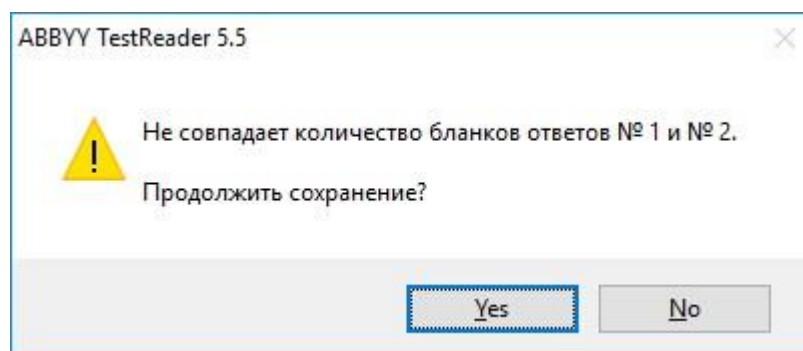 ABBYY TestReader 5.5
Не совпадает количество бланков ответов № 1 и № 2.
Продолжить сохранение?
Yes
No